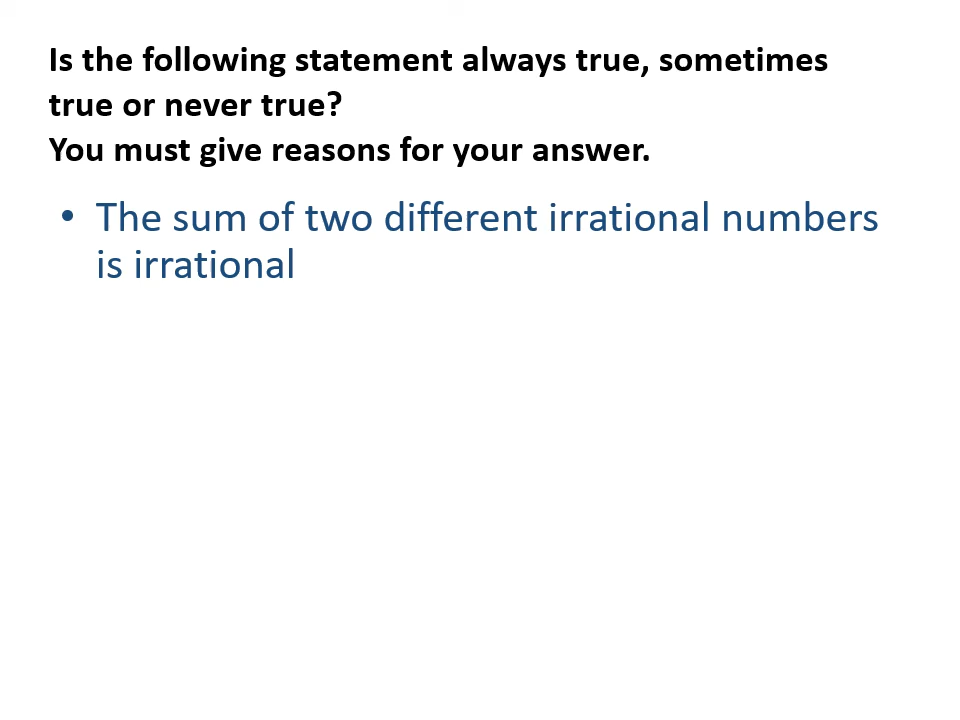 Is the following statement always true, sometimes
true or never true?
You must give reasons for your answer.
• The sum of two different irrational numbers
is irrational